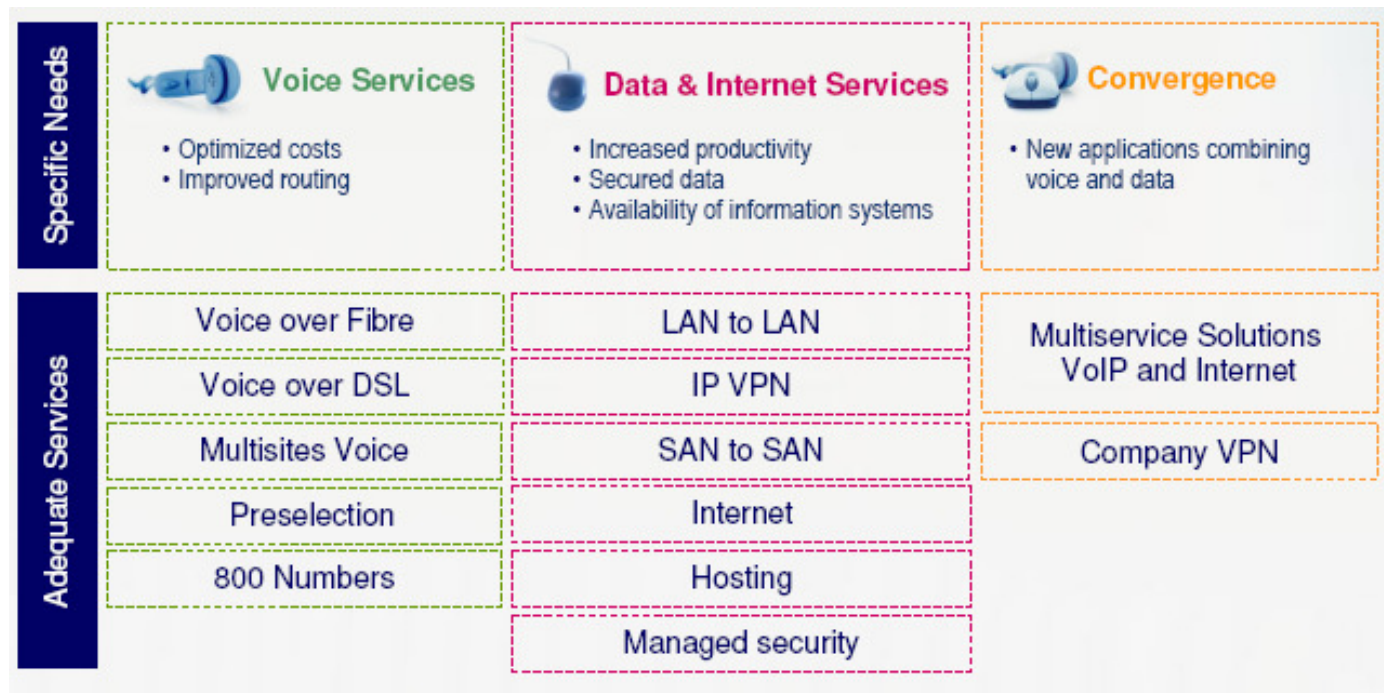 Specific Needs
Voice Services
• Optimized costs
• Improved routing
Data & Internet Services
• Increased productivity
• Secured data
• Availability of information systems
Convergence
• New applications combining
voice and data
Adequate Services
Voice over Fibre
Voice over DSL
Multisites Voice
Preselection
800 Numbers
LAN to LAN
IP VPN
SAN to SAN
Internet
Hosting
Managed security
Multiservice Solutions
VoIP and Internet
Company VPN